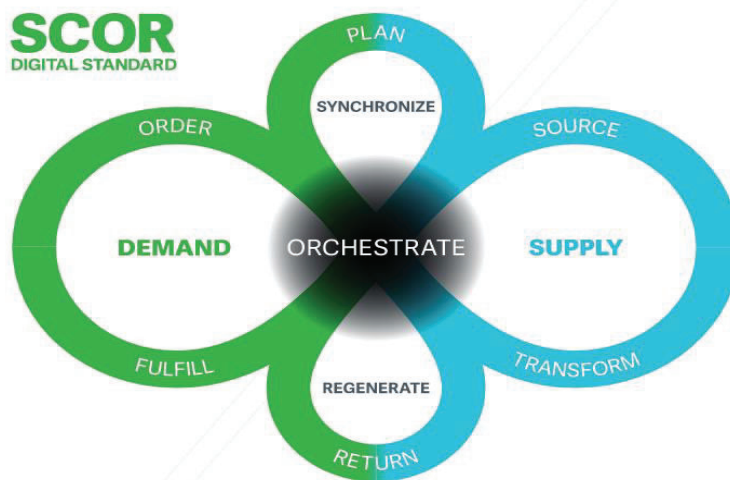 SCOR
DIGITAL STANDARD
PLAN
SYNCHRONIZE
ORDER
SOURCE
DEMAND
ORCHESTRATE
SUPPLY
FULFILL
TRANSFORM
REGENERATE
RETURN